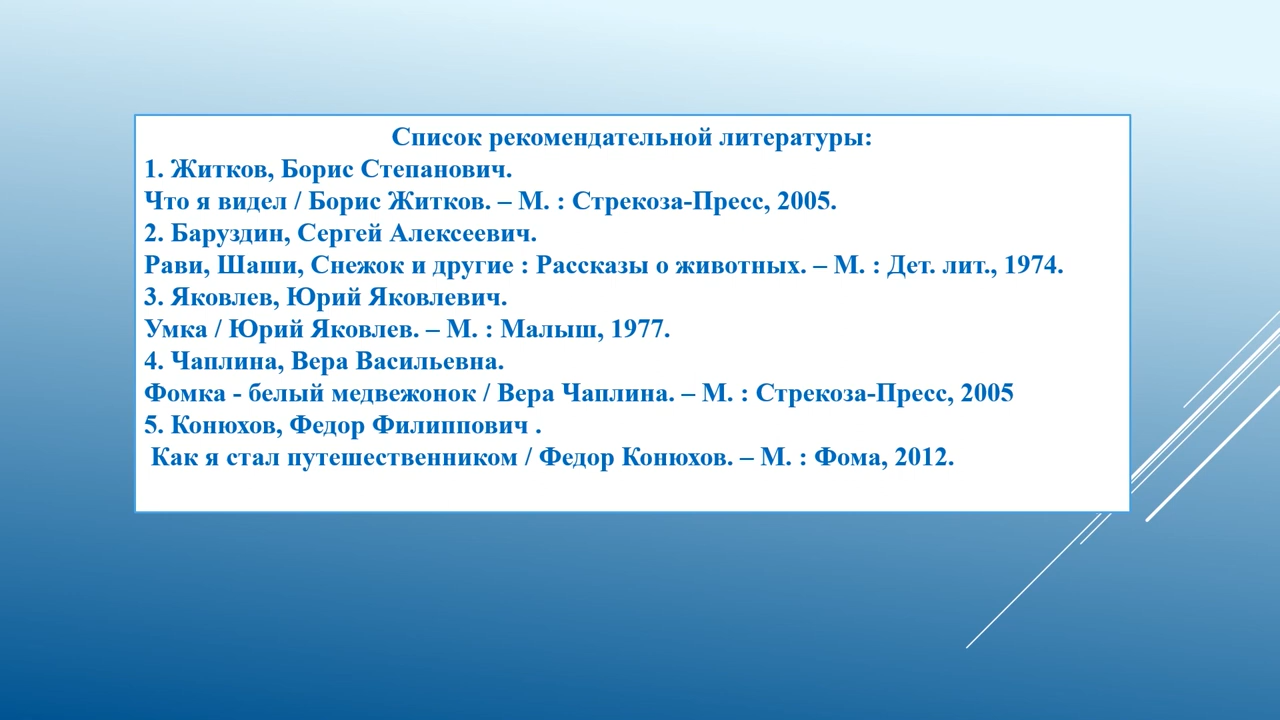 Список рекомендательной литературы:
1. Житков, Борис Степанович.
Что я видел / Борис Житков. – М. : Стрекоза-Пресс, 2005.
2. Баруздин, Сергей Алексеевич.
Рави, Шаши, Снежок и другие : Рассказы о животных. – М. : Дет. лит., 1974.
3. Яковлев, Юрий Яковлевич.
Умка / Юрий Яковлев. – М. : Малыш, 1977.
4. Чаплина, Вера Васильевна.
Фомка - белый медвежонок / Вера Чаплина. – М. : Стрекоза-Пресс, 2005
5. Конюхов, Федор Филиппович .
Как я стал путешественником / Федор Конюхов. – М. : Фома, 2012.